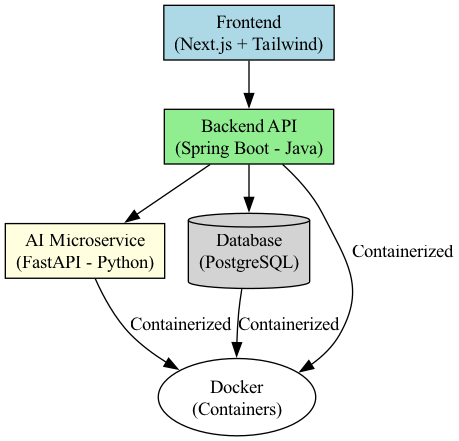 Frontend
(Next.js + Tailwind)
Backend API
(Spring Boot - Java)
AI Microservice
(FastAPI - Python)
Database
(PostgreSQL)
Containerized
Containerized
Containerized
Docker
(Containers)